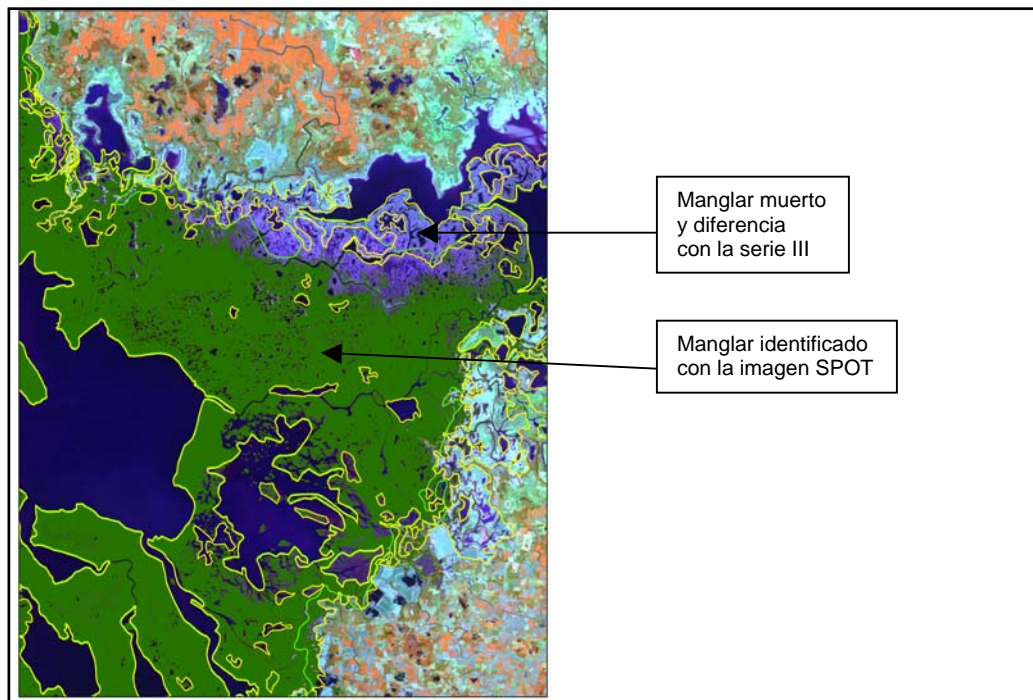 Manglar muerto
y diferencia
con la serie III
Manglar identificado
con la imagen SPOT